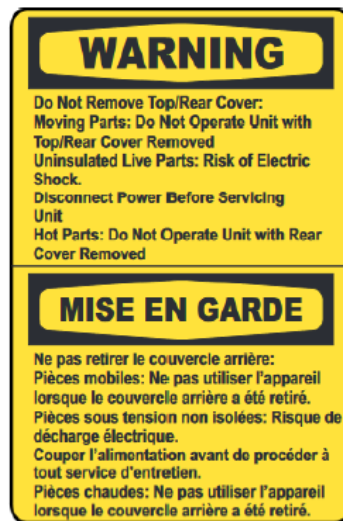 WARNING
Do Not Remove Top/Rear Cover:
Moving Parts: Do Not Operate Unit with
Top/Rear Cover Removed
Uninsulated Live Parts: Risk of Electric
Shock.
Disconnect Power Before Servicing
Unit
Hot Parts: Do Not Operate Unit with Rear
Cover Removed
MISE EN GARDE
Ne pas retirer le couvercle arrière:
Pièces mobiles: Ne pas utiliser l'appareil
lorsque le couvercle arrière a été retiré.
Pièces sous tension non isolées: Risque de
décharge électrique.
Couper l'alimentation avant de procéder à
tout service d'entretien.
Pièces chaudes: Ne pas utiliser l'appareil
lorsque le couvercle arrière a été retiré.